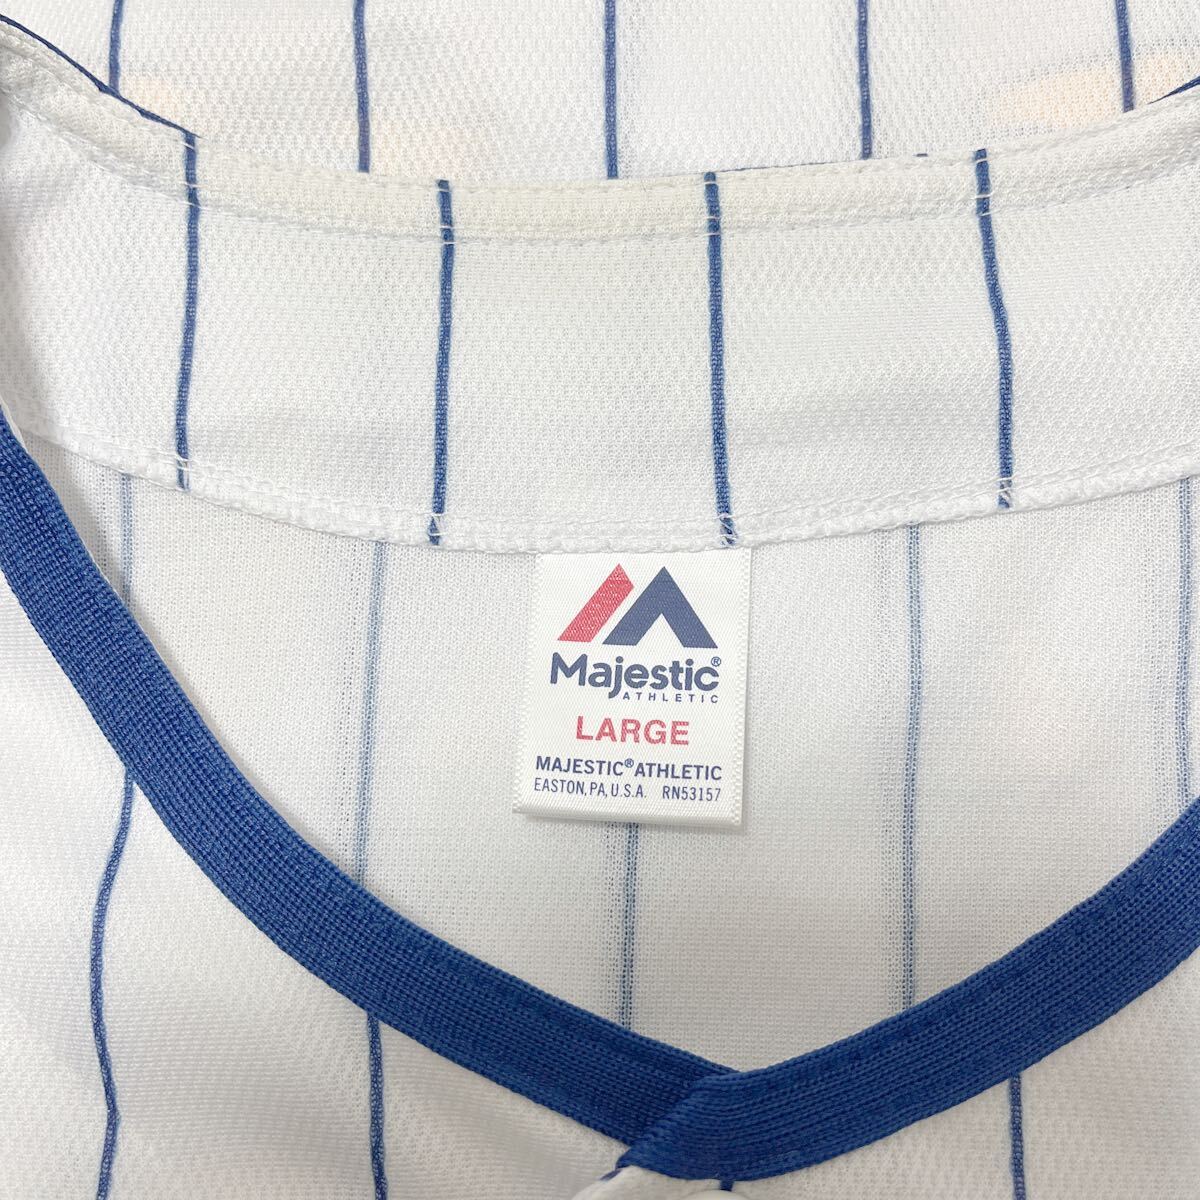 Majestic®
ATHLETIC
LARGE
MAJESTIC® ATHLETIC
EASTON, PA, U.S.A. RN53157